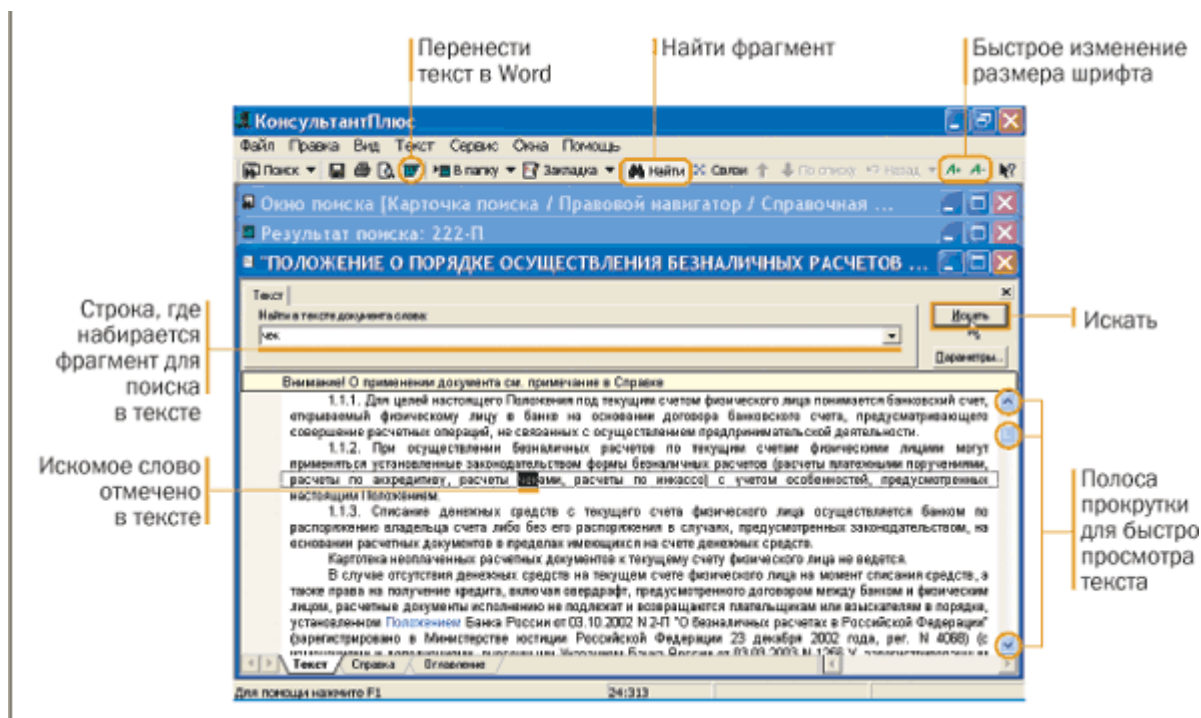 Перенести
текст в Word
Найти фрагмент
Быстрое изменение
размера шрифта
КонсультантПлюс
Файл Правка Вид Текст Сервис Окна Помощь
Поиск В папку Закладка Найти Связи По списку Назад А+ А-
Окно поиска [Карточка поиска / Правовой навигатор / Справочная ...
Результат поиска: 222-П
"ПОЛОЖЕНИЕ О ПОРЯДКЕ ОСУЩЕСТВЛЕНИЯ БЕЗНАЛИЧНЫХ РАСЧЕТОВ ...
Текст
Найти в тексте документа слова:
чек
Искать
Параметры...
Строка, где
набирается
фрагмент для
поиска
в тексте
Искать
Внимание! О применении документа см. примечание в Справке
1.1.1. Для целей настоящего Положения под текущим счетом физического лица понимается банковский счет,
открываемый физическому лицу в банке на основании договора банковского счета, предусматривающего
совершение расчетных операций, не связанных с осуществлением предпринимательской деятельности.
1.1.2. При осуществлении безналичных расчетов по текущим счетам физическими лицами могут
применяться установленные законодательством формы безналичных расчетов (расчеты платежными поручениями,
расчеты по аккредитиву, расчеты чеками, расчеты по инкассо) с учетом особенностей, предусмотренных
настоящим Положением.
1.1.3. Списание денежных средств с текущего счета физического лица осуществляется банком по
распоряжению владельца счета либо без его распоряжения в случаях, предусмотренных законодательством, на
основании расчетных документов в пределах имеющихся на счете денежных средств.
Картотека неоплаченных расчетных документов к текущему счету физического лица не ведется.
В случае отсутствия денежных средств на текущем счете физического лица на момент списания средств, а
также права на получение кредита, включая овердрафт, предусмотренного договором между банком и физическим
лицом, расчетные документы исполнению не подлежат и возвращаются плательщикам или взыскателям в порядке,
установленном Положением Банка России от 03.10.2002 N 2-П "О безналичных расчетах в Российской Федерации"
(зарегистрировано в Министерстве юстиции Российской Федерации 23 декабря 2002 года, рег. N 4068) (с
Искомое слово
отмечено
в тексте
Полоса
прокрутки
для быстро
просмотра
текста
Текст Справка Оглавление
Для помощи нажмите F1 24:313